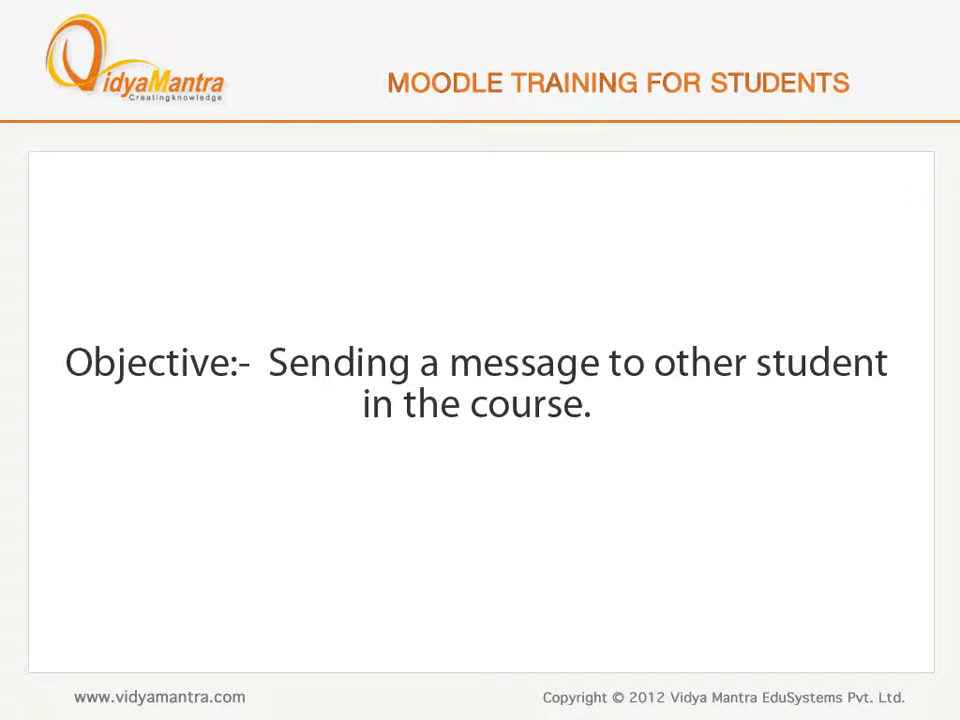 VidyaMantra
Creatingknowledge
MOODLE TRAINING FOR STUDENTS
Objective:- Sending a message to other student
in the course.
www.vidyamantra.com
Copyright © 2012 Vidya Mantra EduSystems Pvt. Ltd.